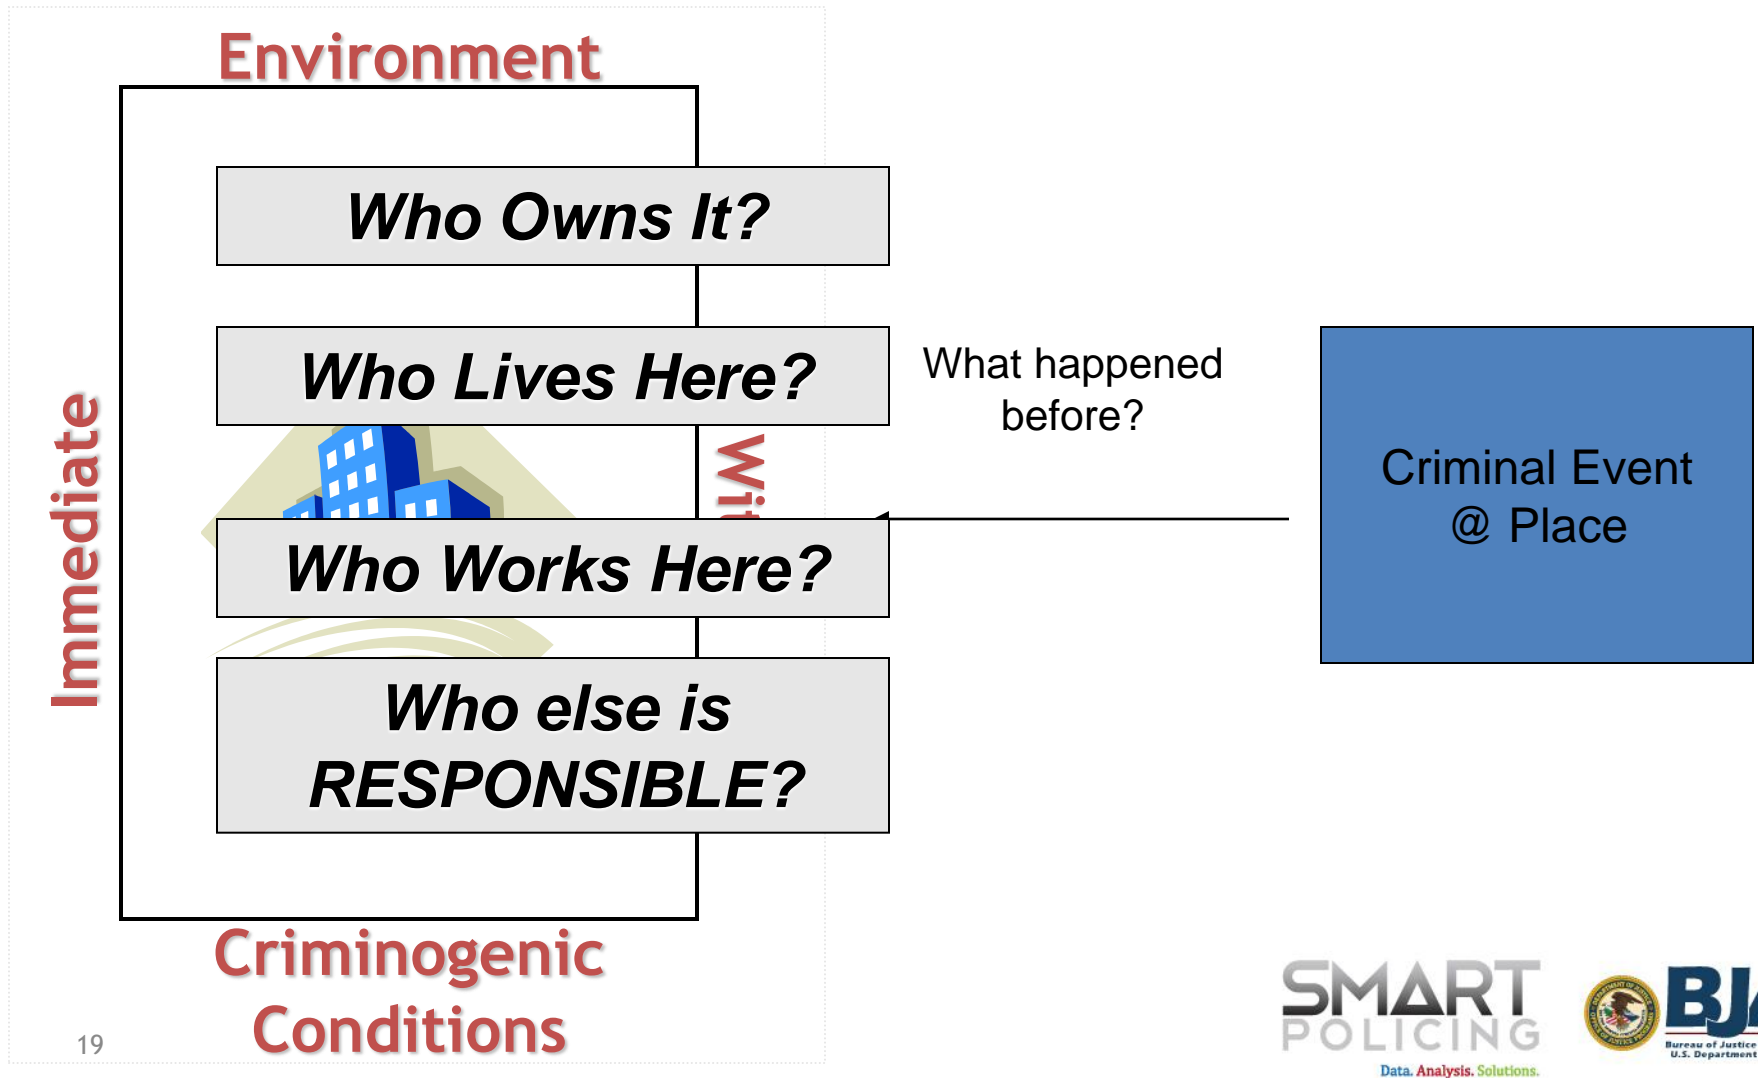 Environment
Who Owns It?
Who Lives Here?
What happened
before?
Immediate
Criminal Event
@ Place
Who Works Here?
Who else is
RESPONSIBLE?
Criminogenic
Conditions
19
SMART
POLICING
Data. Analysis. Solutions.
Bureau of Justice
U.S. Department